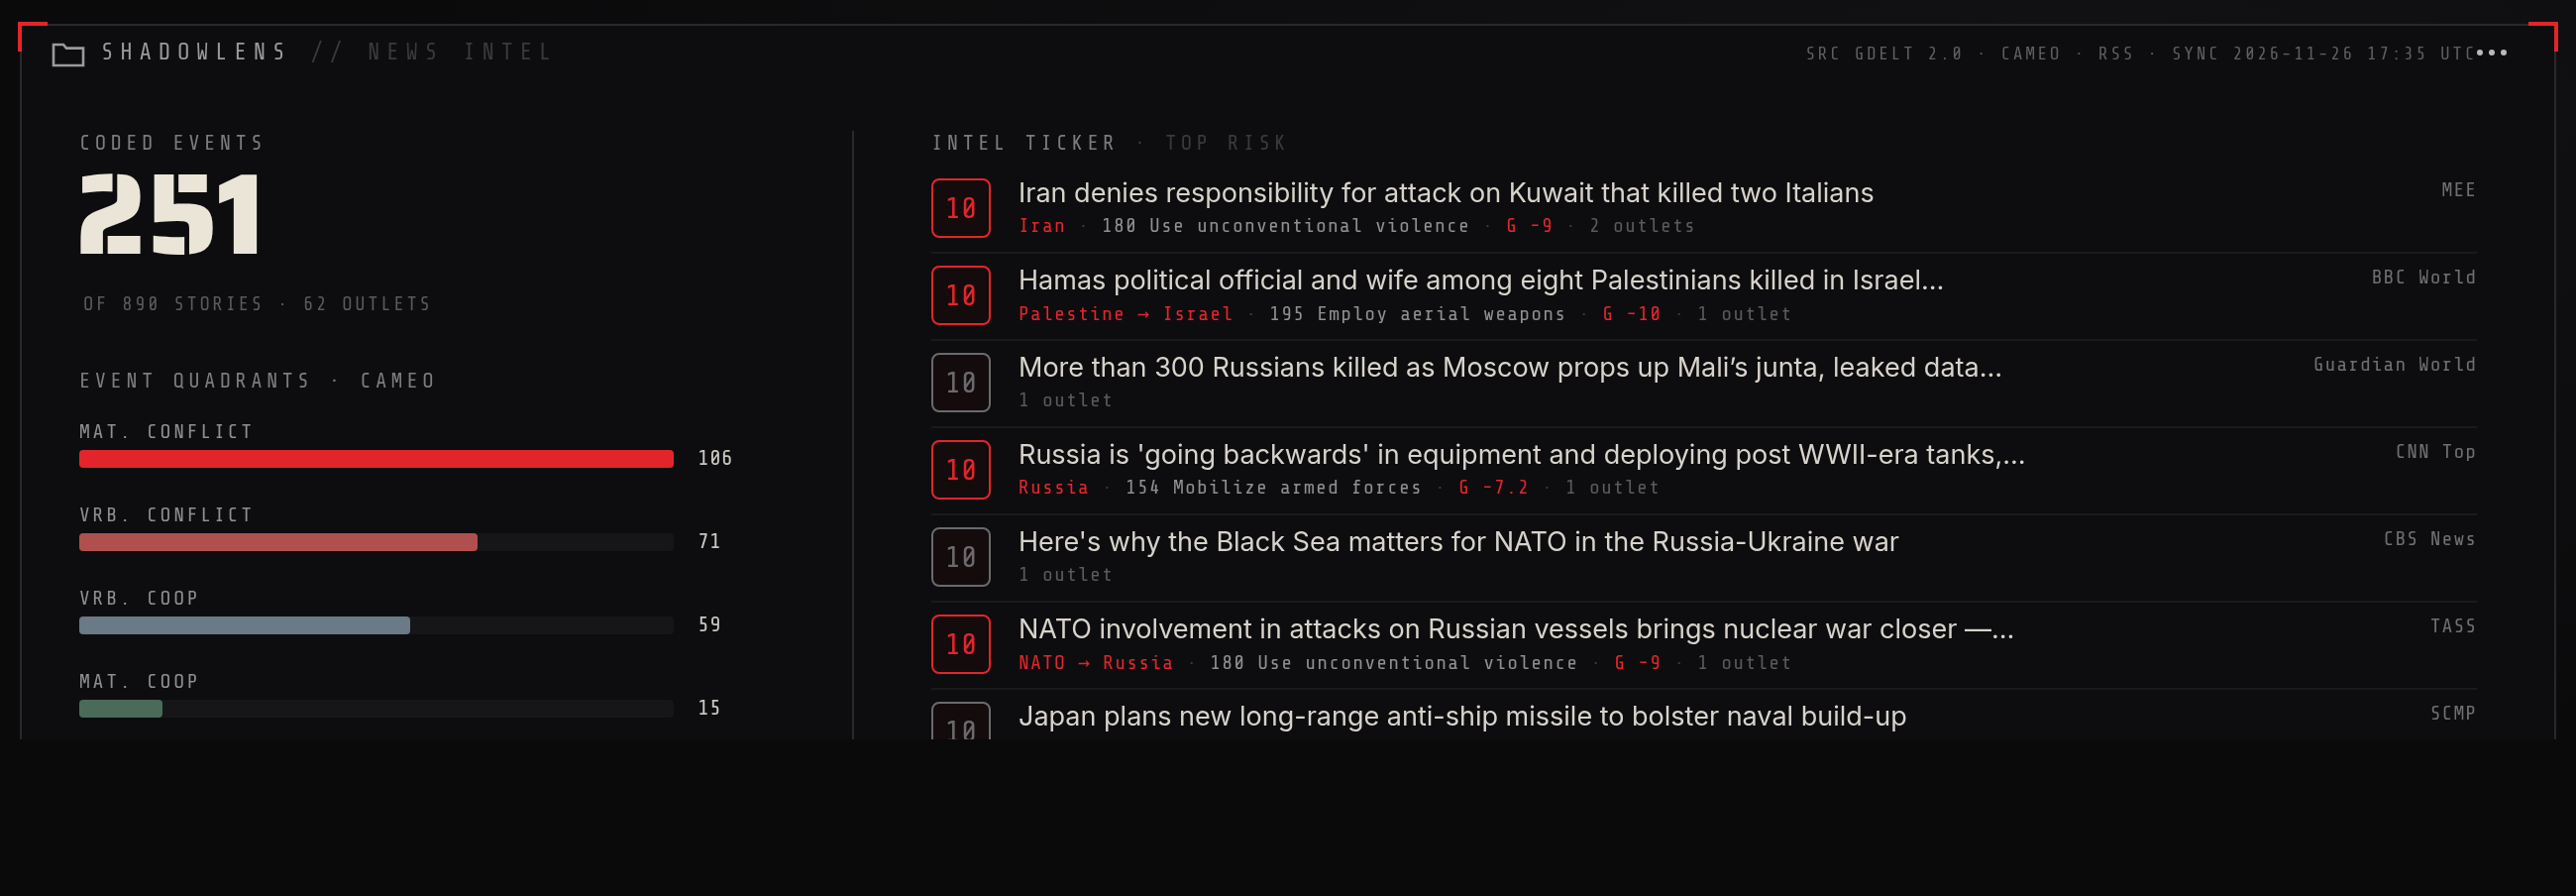 SHADOWLENS // NEWS INTEL
SRC GDELT 2.0 · CAMEO · RSS · SYNC 2026-11-26 17:35 UTC
CODED EVENTS
251
OF 890 STORIES · 62 OUTLETS
EVENT QUADRANTS · CAMEO
MAT. CONFLICT
106
VRB. CONFLICT
71
VRB. COOP
59
MAT. COOP
15
INTEL TICKER · TOP RISK
10 Iran denies responsibility for attack on Kuwait that killed two Italians MEE
Iran · 180 Use unconventional violence · G -9 · 2 outlets
10 Hamas political official and wife among eight Palestinians killed in Israel... BBC World
Palestine → Israel · 195 Employ aerial weapons · G -10 · 1 outlet
10 More than 300 Russians killed as Moscow props up Mali’s junta, leaked data... Guardian World
1 outlet
10 Russia is 'going backwards' in equipment and deploying post WWII-era tanks,... CNN Top
Russia · 154 Mobilize armed forces · G -7.2 · 1 outlet
10 Here's why the Black Sea matters for NATO in the Russia-Ukraine war CBS News
1 outlet
10 NATO involvement in attacks on Russian vessels brings nuclear war closer —... TASS
NATO → Russia · 180 Use unconventional violence · G -9 · 1 outlet
10 Japan plans new long-range anti-ship missile to bolster naval build-up SCMP